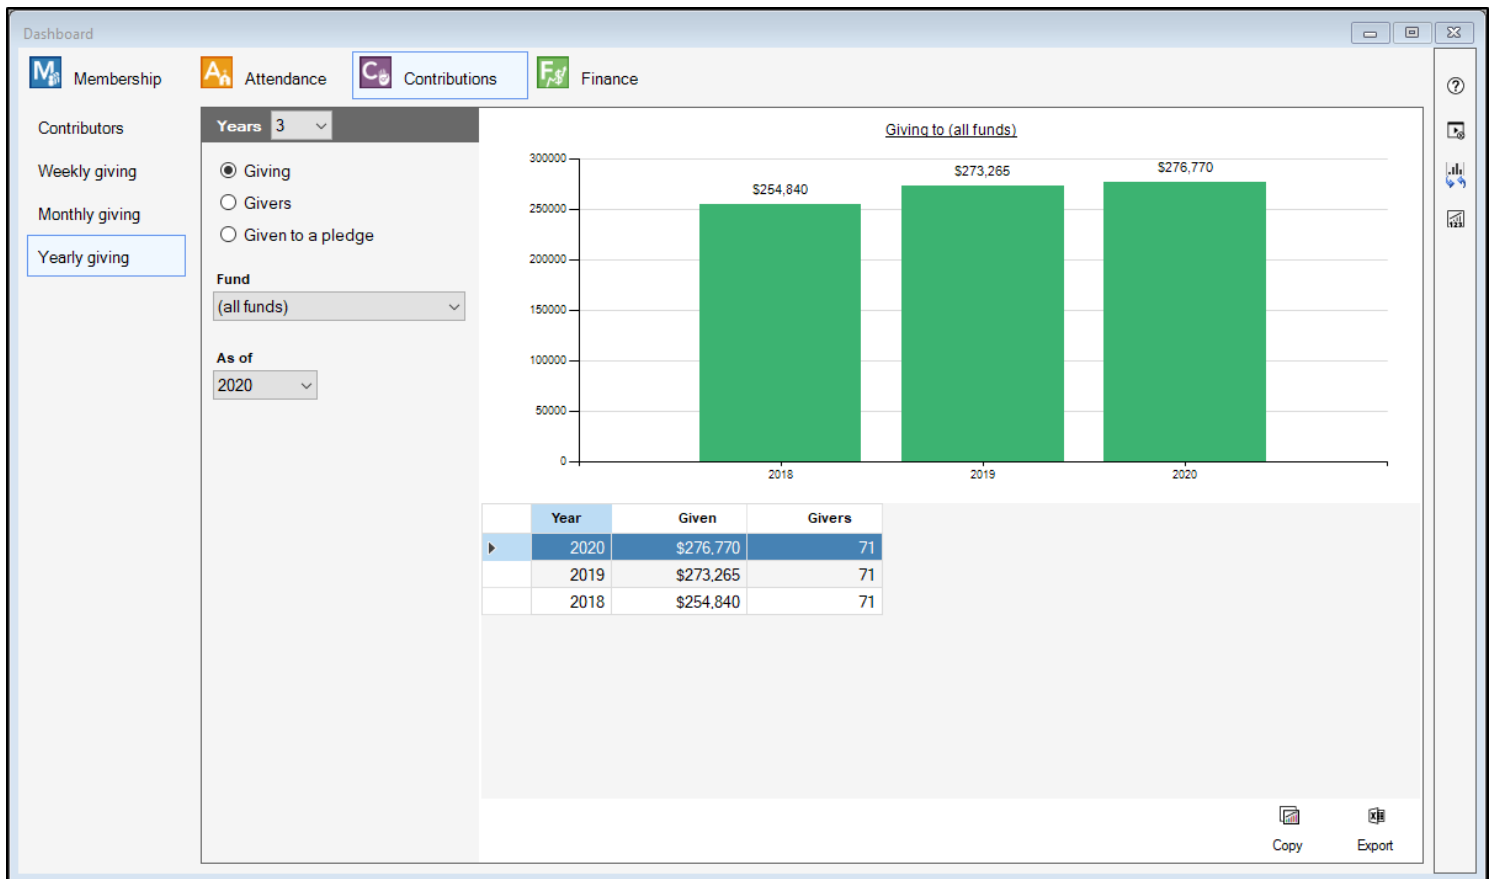 Dashboard
Membership Attendance Contributions Finance
Contributors
Weekly giving
Monthly giving
Yearly giving
Years 3
Giving
Givers
Given to a pledge
Fund
(all funds)
As of
2020
Giving to (all funds)
300000
250000
200000
150000
100000
50000
0
$254,840
$273,265
$276,770
2018 2019 2020
Year Given Givers
2020 $276,770 71
2019 $273,265 71
2018 $254,840 71
Copy Export